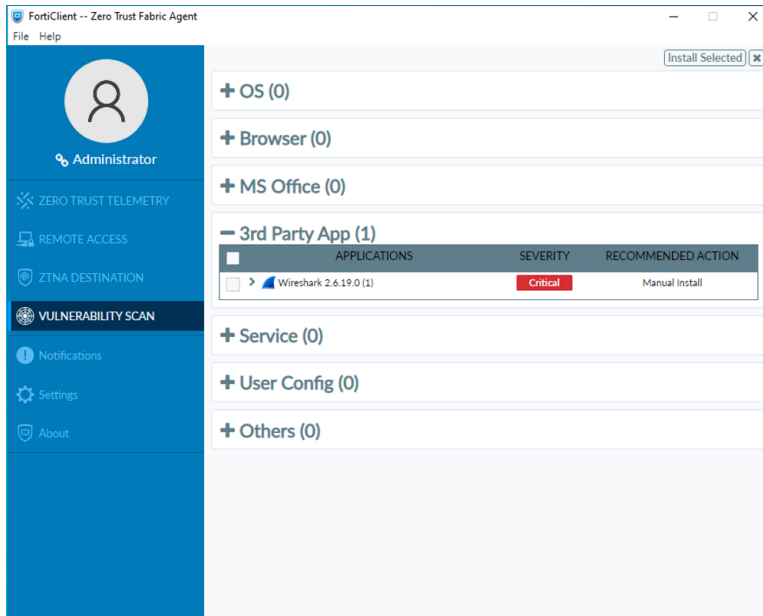 FortiClient -- Zero Trust Fabric Agent
File Help
Install Selected
Administrator
ZERO TRUST TELEMETRY
REMOTE ACCESS
ZTNA DESTINATION
VULNERABILITY SCAN
Notifications
Settings
About
OS (0)
Browser (0)
MS Office (0)
3rd Party App (1)
APPLICATIONS SEVERITY RECOMMENDED ACTION
Wireshark 2.6.19.0 (1) Critical Manual Install
Service (0)
User Config (0)
Others (0)